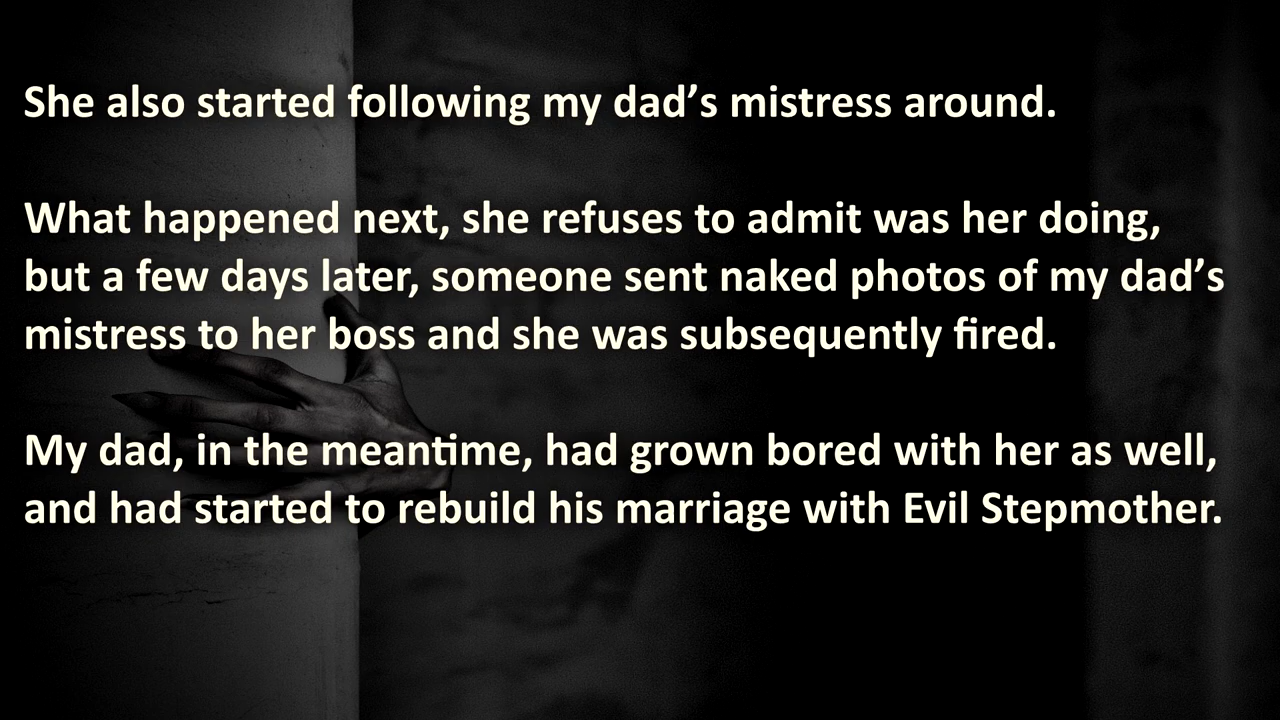 She also started following my dad’s mistress around.
What happened next, she refuses to admit was her doing,
but a few days later, someone sent naked photos of my dad’s
mistress to her boss and she was subsequently fired.
My dad, in the meantime, had grown bored with her as well,
and had started to rebuild his marriage with Evil Stepmother.